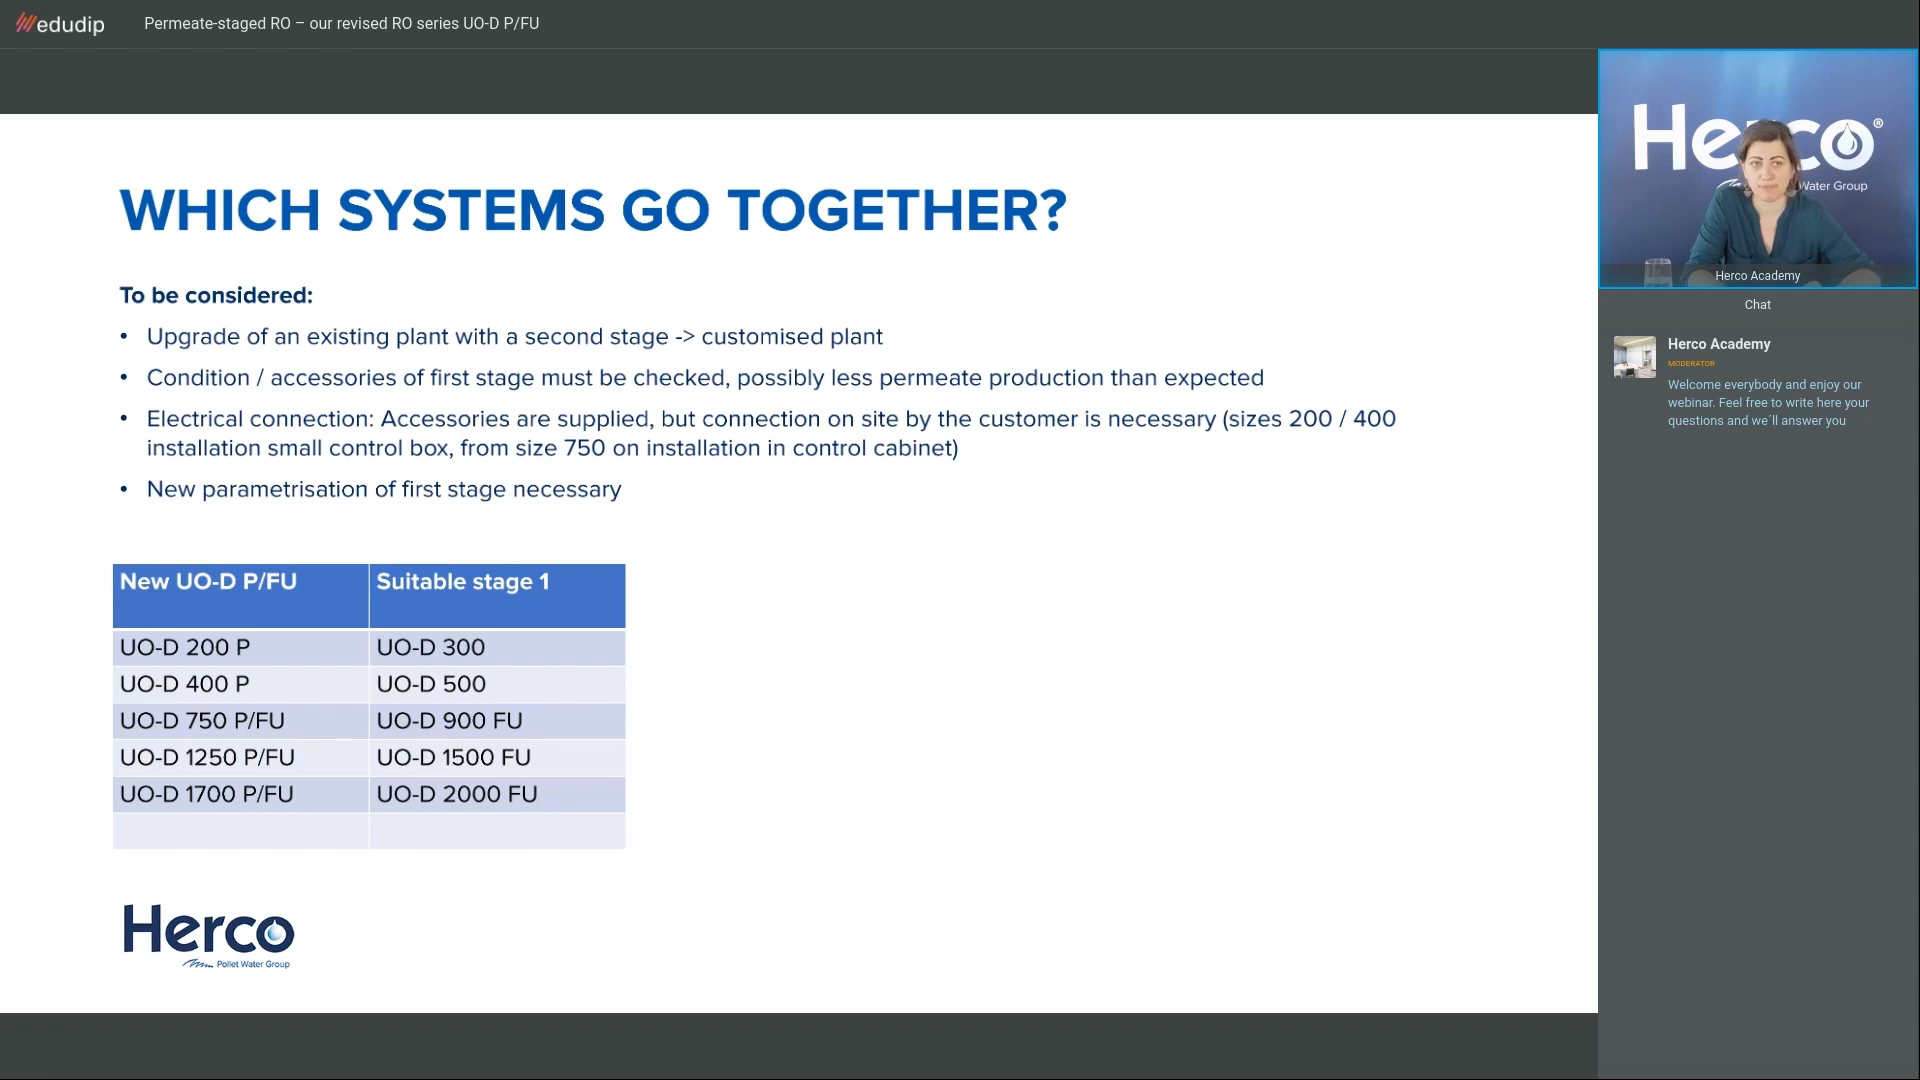 edudip
Permeate-staged RO – our revised RO series UO-D P/FU
WHICH SYSTEMS GO TOGETHER?
To be considered:
• Upgrade of an existing plant with a second stage -> customised plant
• Condition / accessories of first stage must be checked, possibly less permeate production than expected
• Electrical connection: Accessories are supplied, but connection on site by the customer is necessary (sizes 200 / 400
installation small control box, from size 750 on installation in control cabinet)
• New parametrisation of first stage necessary
New UO-D P/FU Suitable stage 1
UO-D 200 P UO-D 300
UO-D 400 P UO-D 500
UO-D 750 P/FU UO-D 900 FU
UO-D 1250 P/FU UO-D 1500 FU
UO-D 1700 P/FU UO-D 2000 FU
Herco
Pollet Water Group
Herco®
Water Group
Herco Academy
Chat
Herco Academy
MODERATOR
Welcome everybody and enjoy our
webinar. Feel free to write here your
questions and we´ll answer you